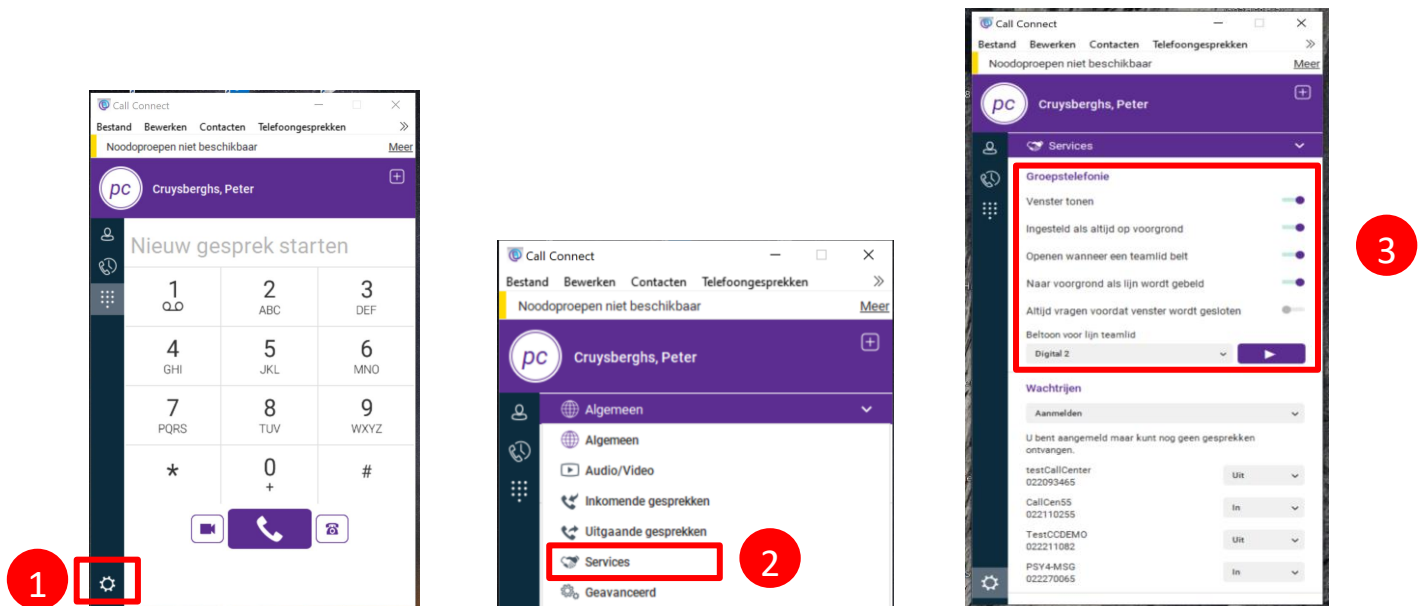 Call Connect
Bestand Bewerken Contacten Telefoongesprekken
Noodoproepen niet beschikbaar Meer
pc Cruysberghs, Peter
Nieuw gesprek starten
1 2 3
ABC DEF
4 5 6
GHI JKL MNO
7 8 9
PQRS TUV WXYZ
* 0 #
+
1
Call Connect
Bestand Bewerken Contacten Telefoongesprekken
Noodoproepen niet beschikbaar Meer
pc Cruysberghs, Peter
Algemeen
Algemeen
Audio/Video
Inkomende gesprekken
Uitgaande gesprekken
Services
Geavanceerd
2
Call Connect
Bestand Bewerken Contacten Telefoongesprekken
Noodoproepen niet beschikbaar Meer
pc Cruysberghs, Peter
Services
Groepstelefonie
Venster tonen
Ingesteld als altijd op voorgrond
Openen wanneer een teamlid belt
Naar voorgrond als lijn wordt gebeld
Altijd vragen voordat venster wordt gesloten
Beltoon voor lijn teamlid
Digital 2
Wachtrijen
Aanmelden
U bent aangemeld maar kunt nog geen gesprekken
ontvangen.
testCallCenter
022093465 Uit
CallCen55
022110255 In
TestCCDEMO
022211082 Uit
PSY4-MSG
022270065 In
3